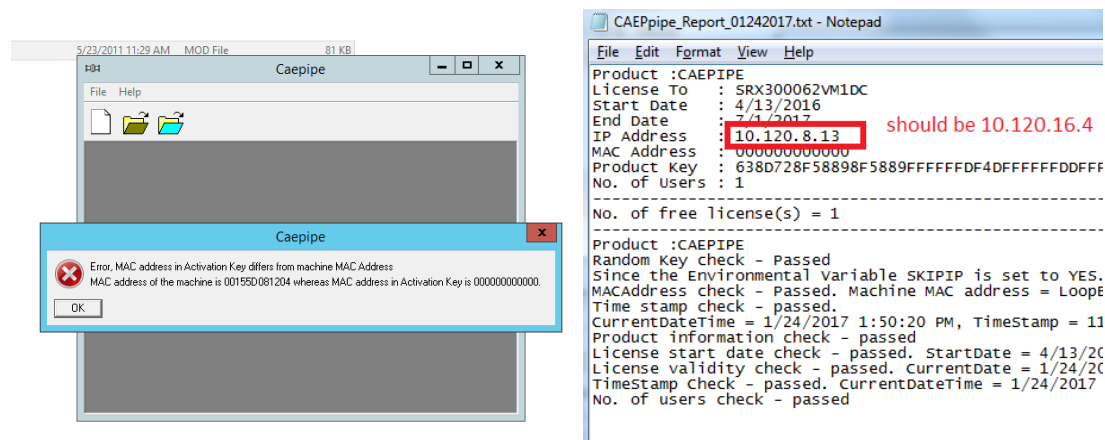 5/23/2011 11:29 AM MOD File 81 KB
Caepipe
File Help
Caepipe
Error, MAC address in Activation Key differs from machine MAC Address
MAC address of the machine is 00155D081204 whereas MAC address in Activation Key is 000000000000.
OK
CAEPpipe_Report_01242017.txt - Notepad
File Edit Format View Help
Product :CAEPIPE
License To : SRX300062VM1DC
Start Date : 4/13/2016
End Date : 7/1/2017
IP Address : 10.120.8.13
should be 10.120.16.4
MAC Address : 000000000000
Product Key : 638D728F58898F5889FFFFFFDF4DFFFFFFDDFFF
No. of Users : 1
--------------------------------------------------------
No. of free license(s) = 1
--------------------------------------------------------
Product :CAEPIPE
Random Key check - Passed
Since the Environmental Variable SKIPIP is set to YES.
MACAddress check - Passed. Machine MAC address = LoopB
Time stamp check - passed.
CurrentDateTime = 1/24/2017 1:50:20 PM, TimeStamp = 11
Product information check - passed
License start date check - passed. StartDate = 4/13/20
License validity check - passed. CurrentDate = 1/24/20
TimeStamp Check - passed. CurrentDateTime = 1/24/2017
No. of users check - passed